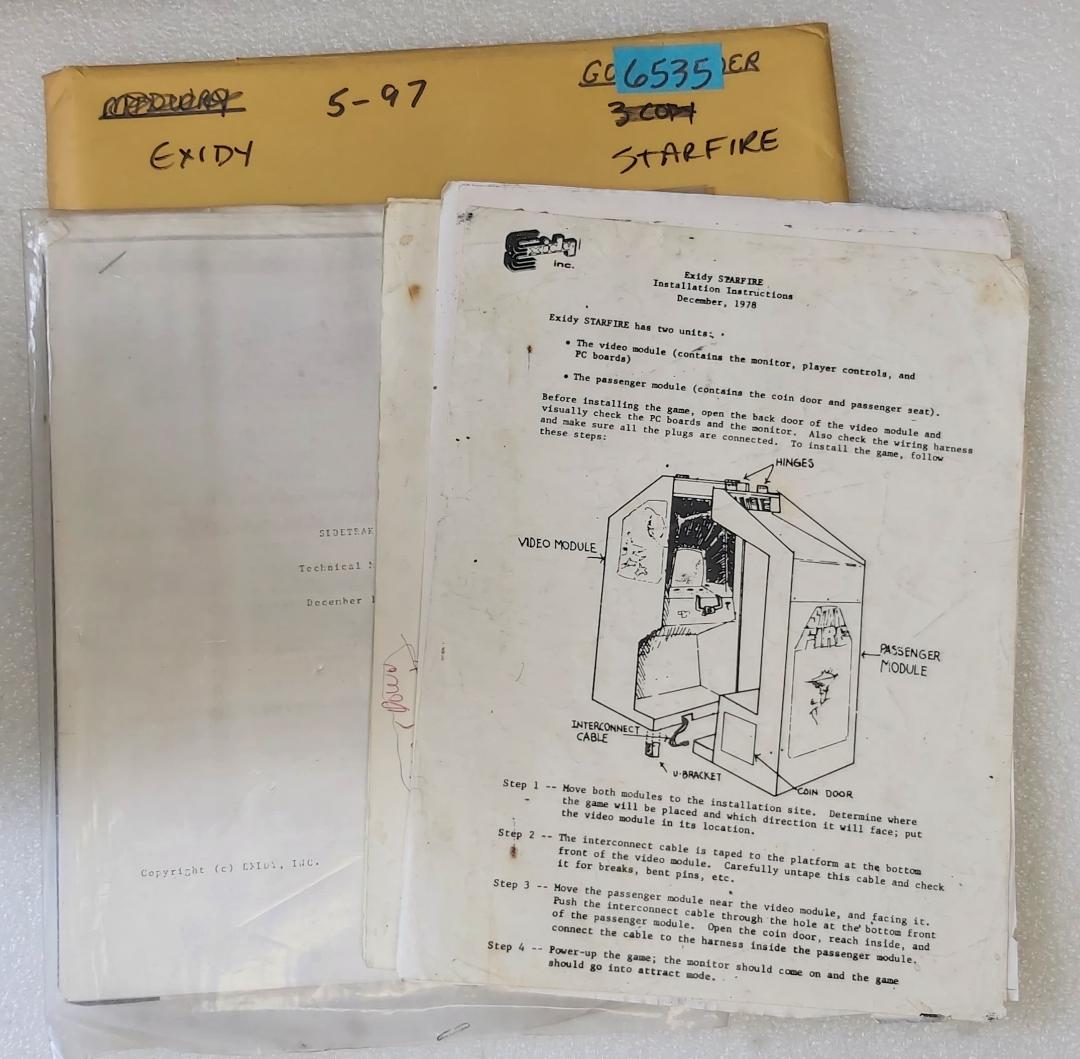 5-97
6535
EXIDY
STARFIRE
Exidy
inc.
Exidy STARFIRE
Installation Instructions
December, 1978
Exidy STARFIRE has two units:
• The video module (contains the monitor, player controls, and
PC boards)
• The passenger module (contains the coin door and passenger seat).
Before installing the game, open the back door of the video module and
visually check the PC boards and the monitor. Also check the wiring harness
and make sure all the plugs are connected. To install the game, follow
these steps:
HINGES
VIDEO MODULE
STAR
FIRE
PASSENGER
MODULE
INTERCONNECT
CABLE
U-BRACKET
COIN DOOR
Step 1 -- Move both modules to the installation site. Determine where
the game will be placed and which direction it will face; put
the video module in its location.
Step 2 -- The interconnect cable is taped to the platform at the bottom
front of the video module. Carefully untape this cable and check
it for breaks, bent pins, etc.
Step 3 -- Move the passenger module near the video module, and facing it.
Push the interconnect cable through the hole at the bottom front
of the passenger module. Open the coin door, reach inside, and
connect the cable to the harness inside the passenger module.
Step 4 -- Power-up the game; the monitor should come on and the game
should go into attract mode.
SIDETRAK
Technical
December 1
Copyright (c) EXIDY, INC.